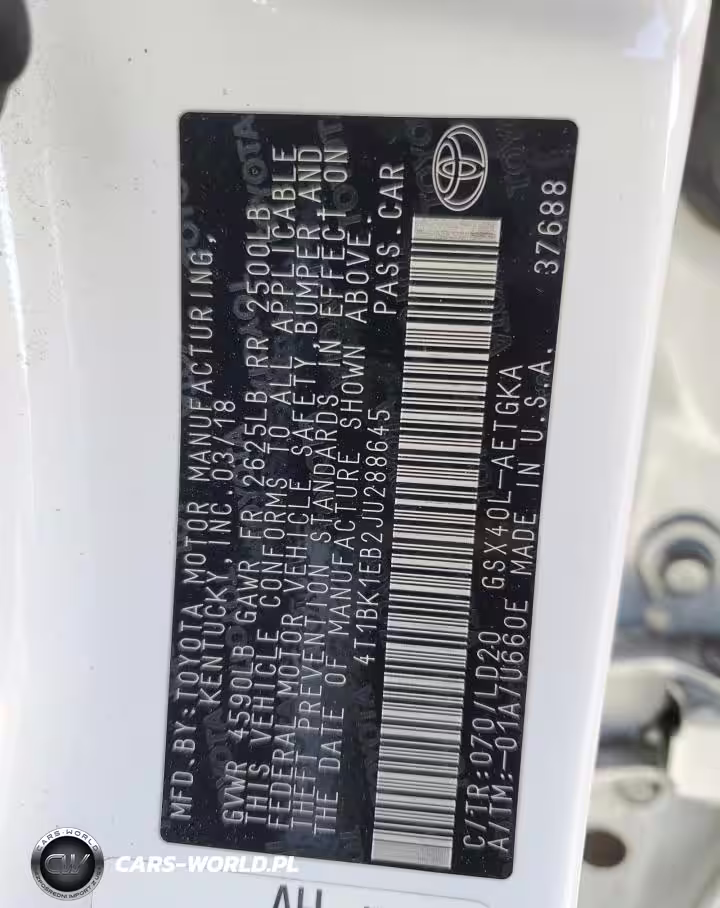 MFD.BY:TOYOTA MOTOR MANUFACTURING,
KENTUCKY,INC.03/18
GVWR 4590LB GAWR FR 2625LB RR 2500LB
THIS VEHICLE CONFORMS TO ALL APPLICABLE
FEDERAL MOTOR VEHICLE SAFETY,BUMPER,AND
THEFT PREVENTION STANDARDS IN EFFECT ON
THE DATE OF MANUFACTURE SHOWN ABOVE.
4T1BK1EB2JU288645 PASS.CAR
C/TR:070/LD20 GSX40L-AETGKA
A/TM:-01A/U660E MADE IN U.S.A. 37688
CARS-WORLD
CW
CARS-WORLD.PL